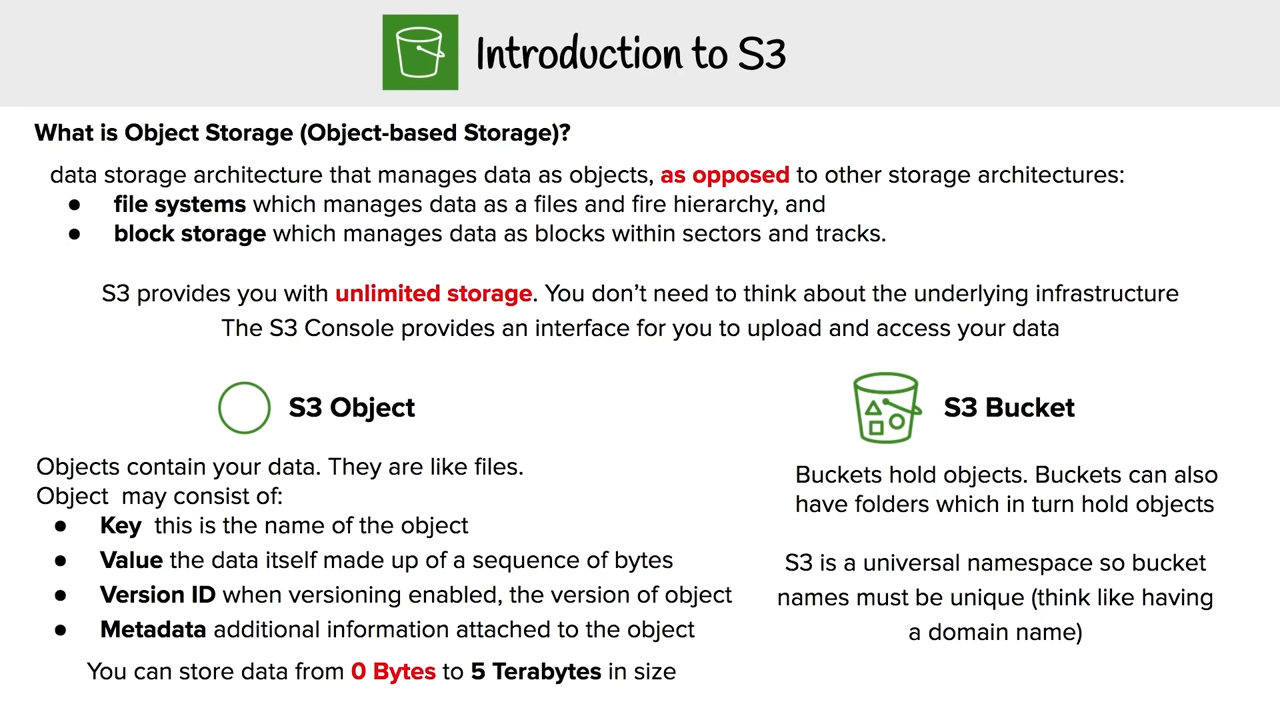 Introduction to S3
What is Object Storage (Object-based Storage)?
data storage architecture that manages data as objects, as opposed to other storage architectures:
● file systems which manages data as a files and fire hierarchy, and
● block storage which manages data as blocks within sectors and tracks.
S3 provides you with unlimited storage. You don't need to think about the underlying infrastructure
The S3 Console provides an interface for you to upload and access your data
S3 Object
Objects contain your data. They are like files.
Object may consist of:
● Key this is the name of the object
● Value the data itself made up of a sequence of bytes
● Version ID when versioning enabled, the version of object
● Metadata additional information attached to the object
You can store data from 0 Bytes to 5 Terabytes in size
S3 Bucket
Buckets hold objects. Buckets can also
have folders which in turn hold objects
S3 is a universal namespace so bucket
names must be unique (think like having
a domain name)